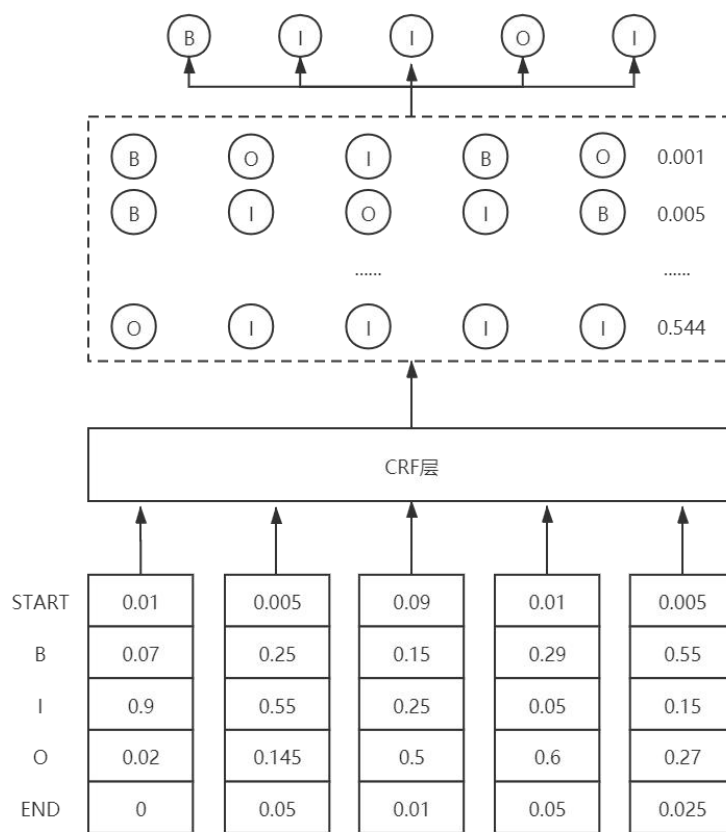 B I I O I
B O I B O 0.001
B I O I B 0.005
...... ......
O I I I I 0.544
CRF层
START 0.01 0.005 0.09 0.01 0.005
B 0.07 0.25 0.15 0.29 0.55
I 0.9 0.55 0.25 0.05 0.15
O 0.02 0.145 0.5 0.6 0.27
END 0 0.05 0.01 0.05 0.025